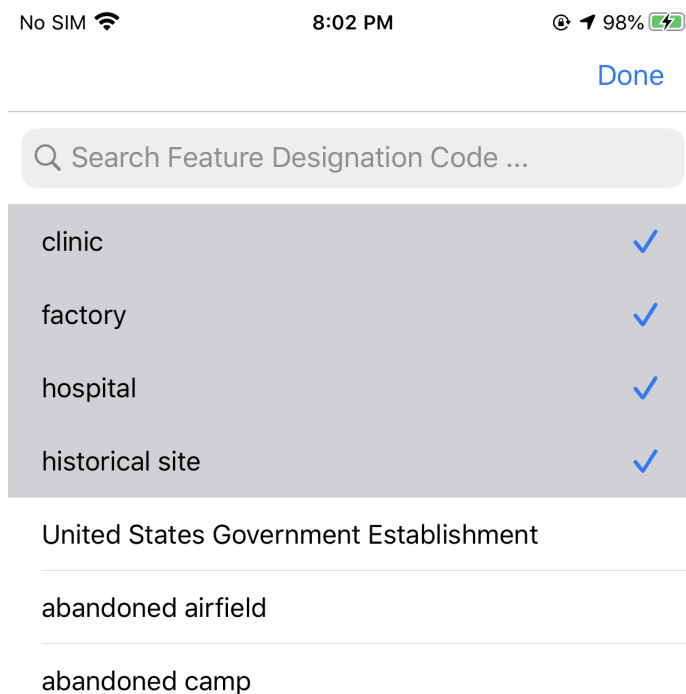 No SIM 8:02 PM 98%
Done
Search Feature Designation Code ...
clinic
factory
hospital
historical site
United States Government Establishment
abandoned airfield
abandoned camp